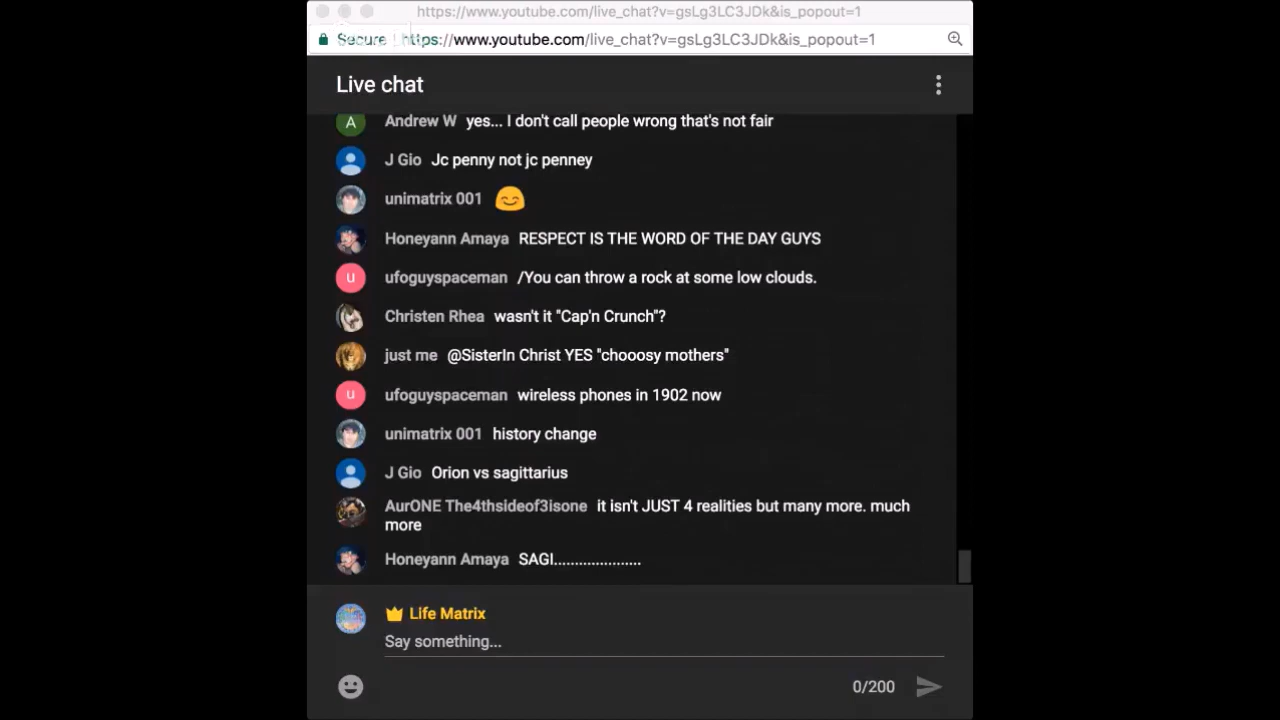 https://www.youtube.com/live_chat?v=gsLg3LC3JDk&is_popout=1
Secure https://www.youtube.com/live_chat?v=gsLg3LC3JDk&is_popout=1
Live chat
A Andrew W yes... I don't call people wrong that's not fair
J Gio Jc penny not jc penney
unimatrix 001 😊
Honeyann Amaya RESPECT IS THE WORD OF THE DAY GUYS
u ufoguyspaceman /You can throw a rock at some low clouds.
Christen Rhea wasn't it "Cap'n Crunch"?
just me @SisterIn Christ YES "chooosy mothers"
u ufoguyspaceman wireless phones in 1902 now
unimatrix 001 history change
J Gio Orion vs sagittarius
AurONE The4thsideof3isone it isn't JUST 4 realities but many more. much
more
Honeyann Amaya SAGI.....................
Life Matrix
Say something...
0/200